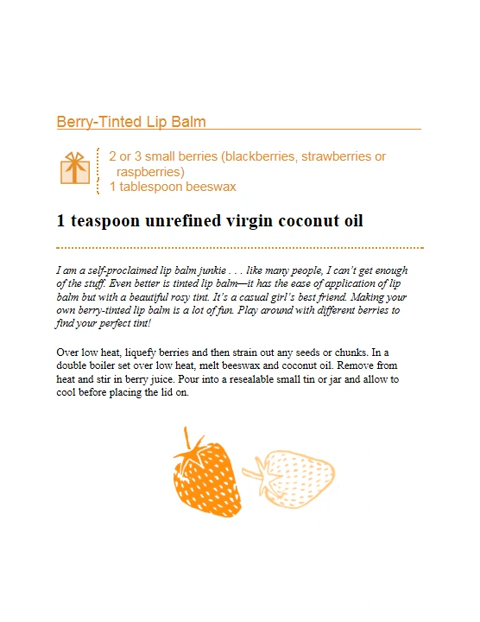 Berry-Tinted Lip Balm
2 or 3 small berries (blackberries, strawberries or
raspberries)
1 tablespoon beeswax
1 teaspoon unrefined virgin coconut oil
I am a self-proclaimed lip balm junkie . . . like many people, I can't get enough
of the stuff. Even better is tinted lip balm—it has the ease of application of lip
balm but with a beautiful rosy tint. It's a casual girl's best friend. Making your
own berry-tinted lip balm is a lot of fun. Play around with different berries to
find your perfect tint!
Over low heat, liquefy berries and then strain out any seeds or chunks. In a
double boiler set over low heat, melt beeswax and coconut oil. Remove from
heat and stir in berry juice. Pour into a resealable small tin or jar and allow to
cool before placing the lid on.